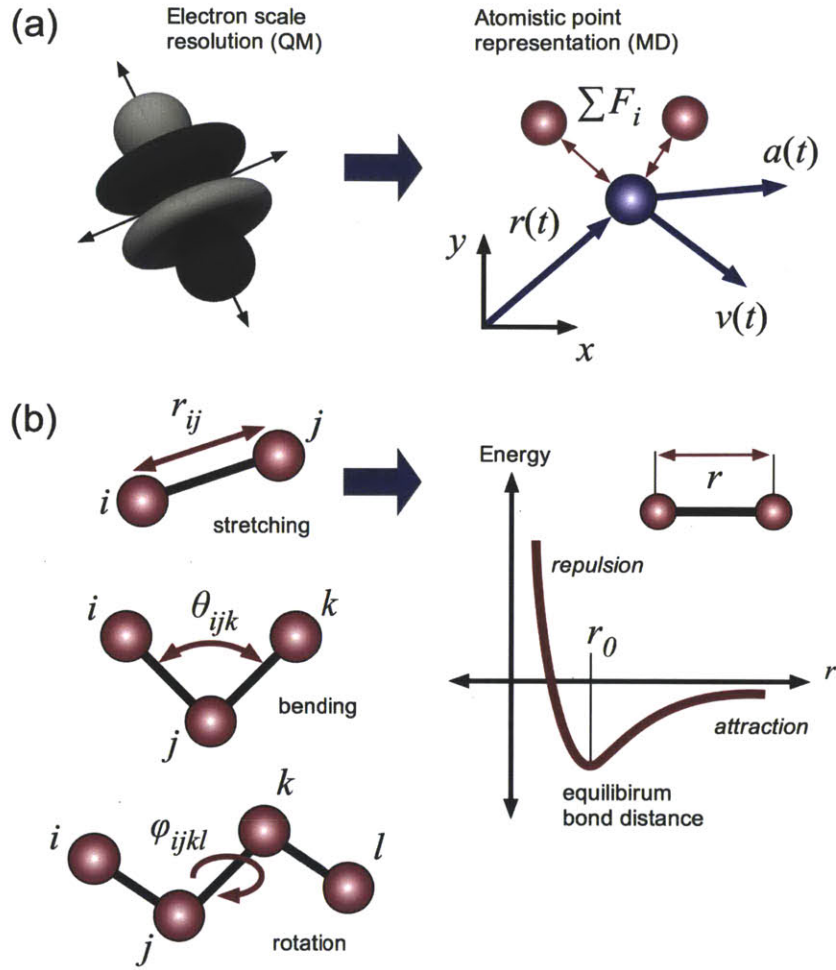 (a)
Electron scale
resolution (QM)
Atomistic point
representation (MD)
∑F_i
a(t)
r(t)
y
v(t)
x
(b)
r_ij
j
i
stretching
Energy
r
repulsion
r_0
r
attraction
equilibirum
bond distance
i
θ_ijk
k
bending
j
k
i
φ_ijkl
l
j
rotation